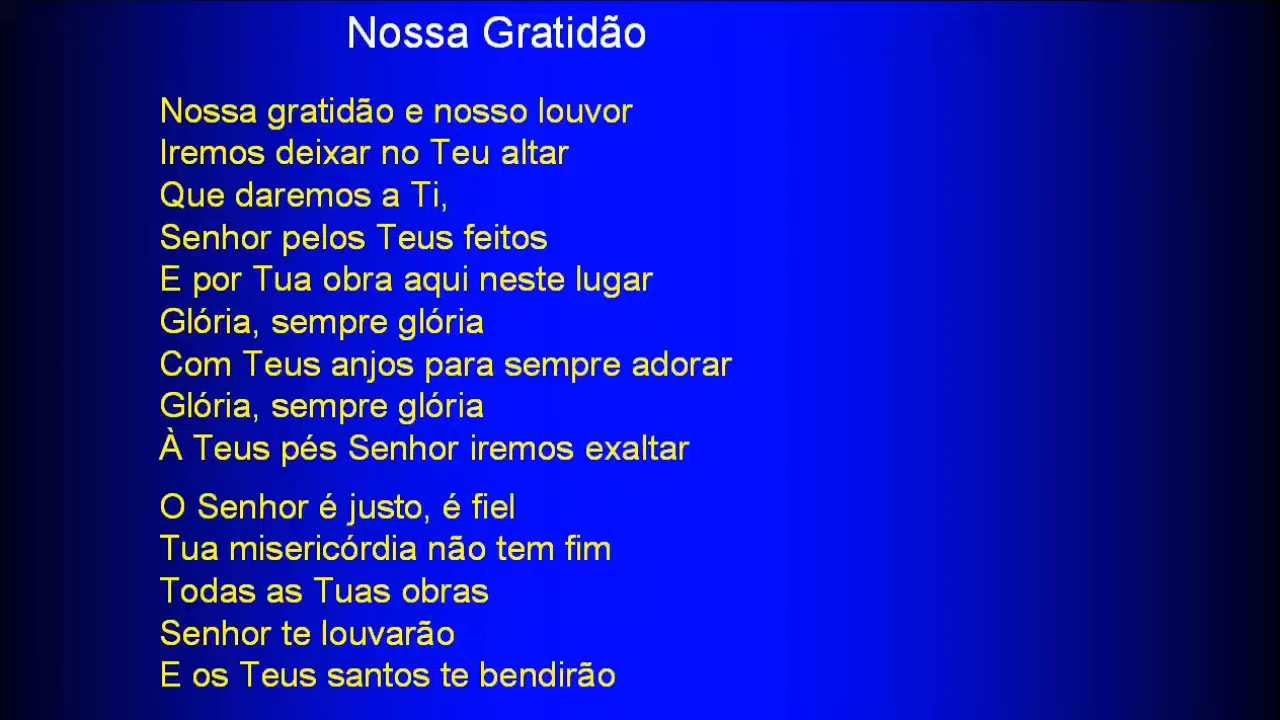 Nossa Gratidão
Nossa gratidão e nosso louvor
Iremos deixar no Teu altar
Que daremos a Ti,
Senhor pelos Teus feitos
E por Tua obra aqui neste lugar
Glória, sempre glória
Com Teus anjos para sempre adorar
Glória, sempre glória
À Teus pés Senhor iremos exaltar
O Senhor é justo, é fiel
Tua misericórdia não tem fim
Todas as Tuas obras
Senhor te louvarão
E os Teus santos te bendirão